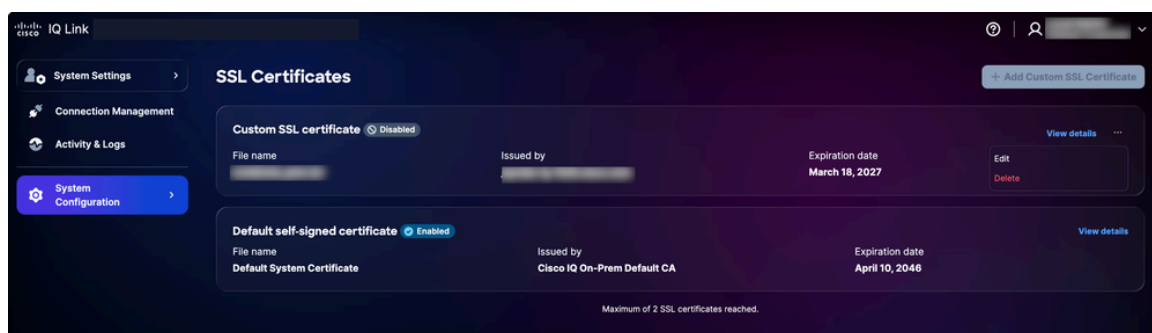 cisco IQ Link
System Settings
SSL Certificates
+ Add Custom SSL Certificate
Connection Management
Activity & Logs
System Configuration
Custom SSL certificate Disabled
View details ...
File name
Issued by
Expiration date
March 18, 2027
Edit
Delete
Default self-signed certificate Enabled
View details
File name
Issued by
Expiration date
Default System Certificate
Cisco IQ On-Prem Default CA
April 10, 2046
Maximum of 2 SSL certificates reached.